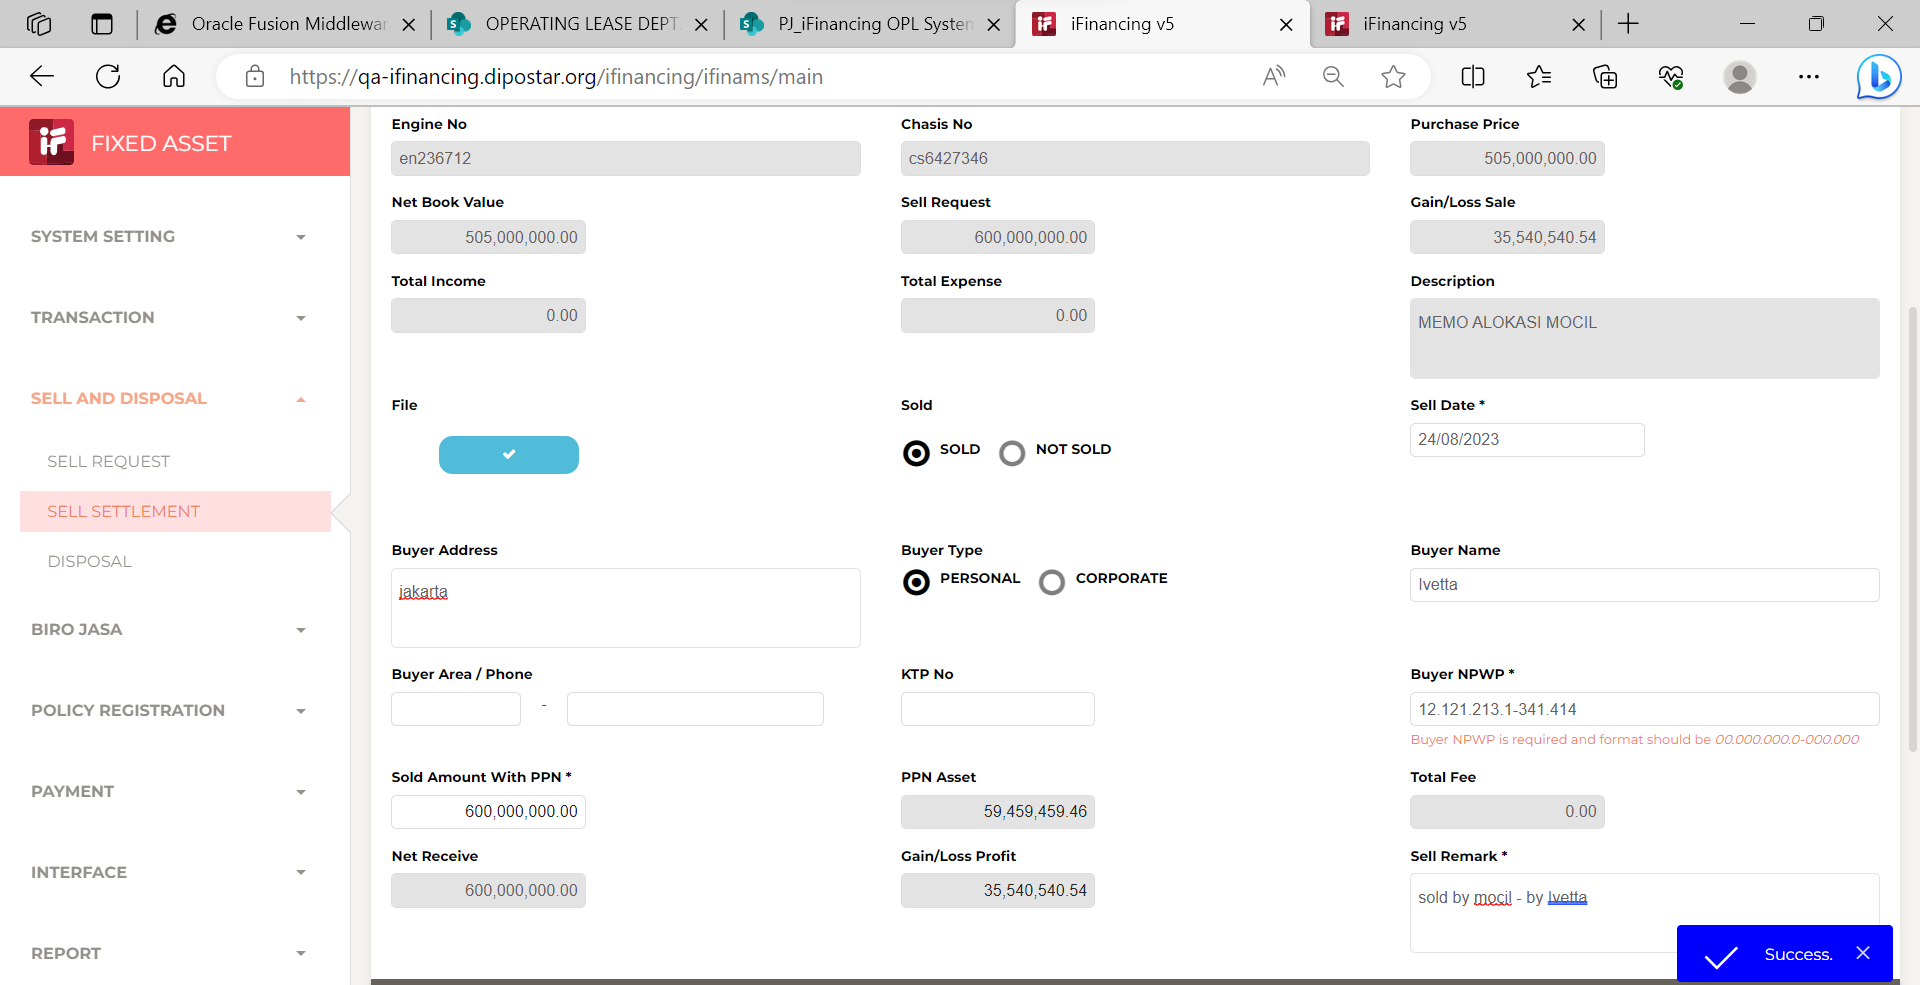 Oracle Fusion Middlewar
OPERATING LEASE DEPT.
PJ_iFinancing OPL System
iFinancing v5
iFinancing v5
https://qa-ifinancing.dipostar.org/ifinancing/ifinams/main
FIXED ASSET
SYSTEM SETTING
TRANSACTION
SELL AND DISPOSAL
SELL REQUEST
SELL SETTLEMENT
DISPOSAL
BIRO JASA
POLICY REGISTRATION
PAYMENT
INTERFACE
REPORT
Engine No
Chasis No
Purchase Price
en236712
cs6427346
505,000,000.00
Net Book Value
Sell Request
Gain/Loss Sale
505,000,000.00
600,000,000.00
35,540,540.54
Total Income
Total Expense
Description
0.00
0.00
MEMO ALOKASI MOCIL
File
Sold
Sell Date *
SOLD
NOT SOLD
24/08/2023
Buyer Address
Buyer Type
Buyer Name
jakarta
PERSONAL
CORPORATE
Ivetta
Buyer Area / Phone
KTP No
Buyer NPWP *
-
12.121.213.1-341.414
Buyer NPWP is required and format should be 00.000.000.0-000.000
Sold Amount With PPN *
PPN Asset
Total Fee
600,000,000.00
59,459,459.46
0.00
Net Receive
Gain/Loss Profit
Sell Remark *
600,000,000.00
35,540,540.54
sold by mocil - by Ivetta
Success.